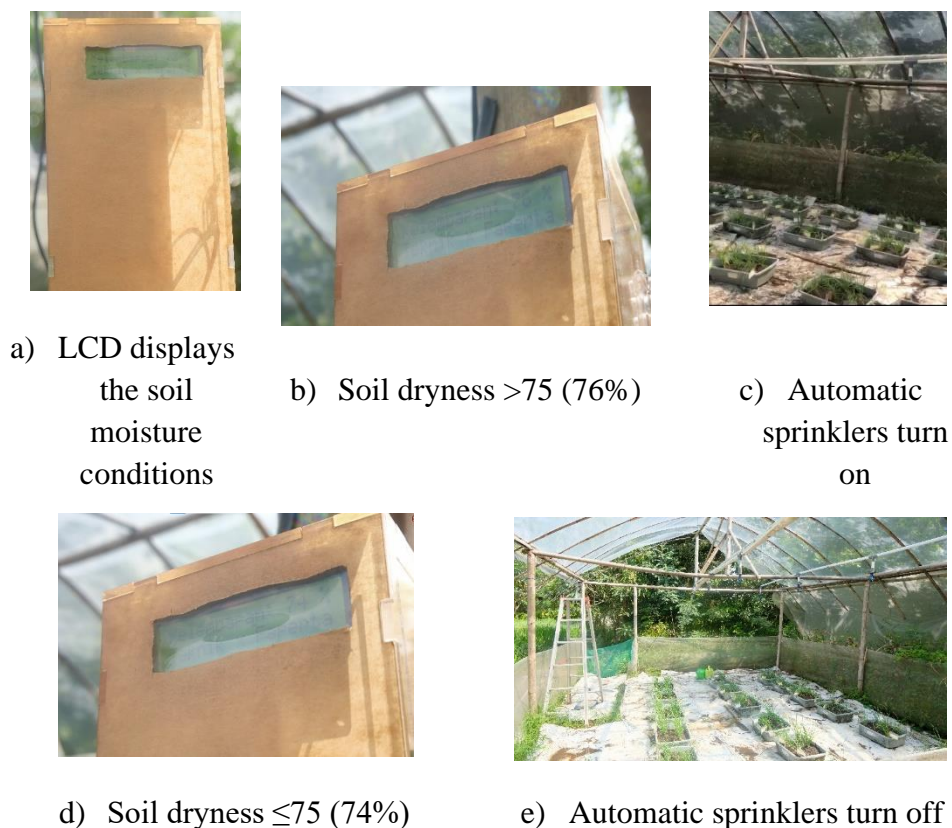 a) LCD displays
the soil
moisture
conditions
b) Soil dryness >75 (76%)
c) Automatic
sprinklers turn
on
d) Soil dryness ≤75 (74%)
e) Automatic sprinklers turn off